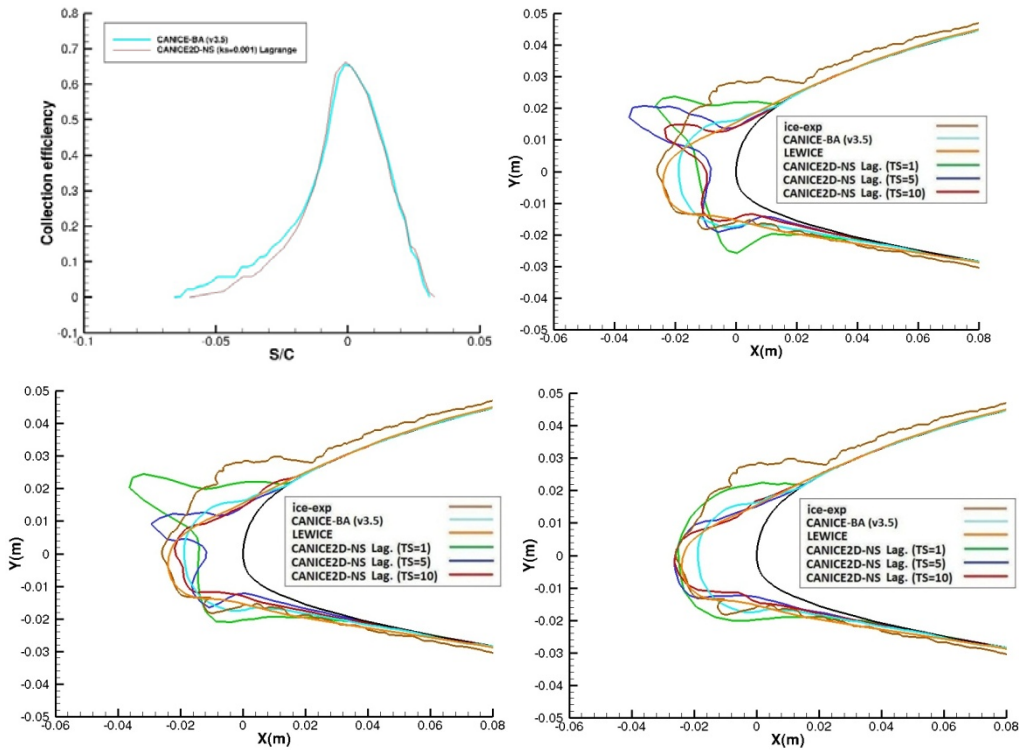 0.8
0.7
0.6
0.5
0.4
0.3
0.2
0.1
0
-0.1
Collection efficiency
CANICE-BA (v3.5)
CANICE2D-NS (ks=0.001) Lagrange
-0.1
-0.05
0
0.05
S/C
0.05
0.04
0.03
0.02
0.01
0
-0.01
-0.02
-0.03
-0.04
-0.05
Y(m)
ice-exp
CANICE-BA (v3.5)
LEWICE
CANICE2D-NS Lag. (TS=1)
CANICE2D-NS Lag. (TS=5)
CANICE2D-NS Lag. (TS=10)
-0.06
-0.04
-0.02
0
0.02
0.04
0.06
0.08
X(m)
0.05
0.04
0.03
0.02
0.01
0
-0.01
-0.02
-0.03
-0.04
-0.05
Y(m)
ice-exp
CANICE-BA (v3.5)
LEWICE
CANICE2D-NS Lag. (TS=1)
CANICE2D-NS Lag. (TS=5)
CANICE2D-NS Lag. (TS=10)
-0.06
-0.04
-0.02
0
0.02
0.04
0.06
0.08
X(m)
0.05
0.04
0.03
0.02
0.01
0
-0.01
-0.02
-0.03
-0.04
-0.05
Y(m)
ice-exp
CANICE-BA (v3.5)
LEWICE
CANICE2D-NS Lag. (TS=1)
CANICE2D-NS Lag. (TS=5)
CANICE2D-NS Lag. (TS=10)
-0.06
-0.04
-0.02
0
0.02
0.04
0.06
0.08
X(m)